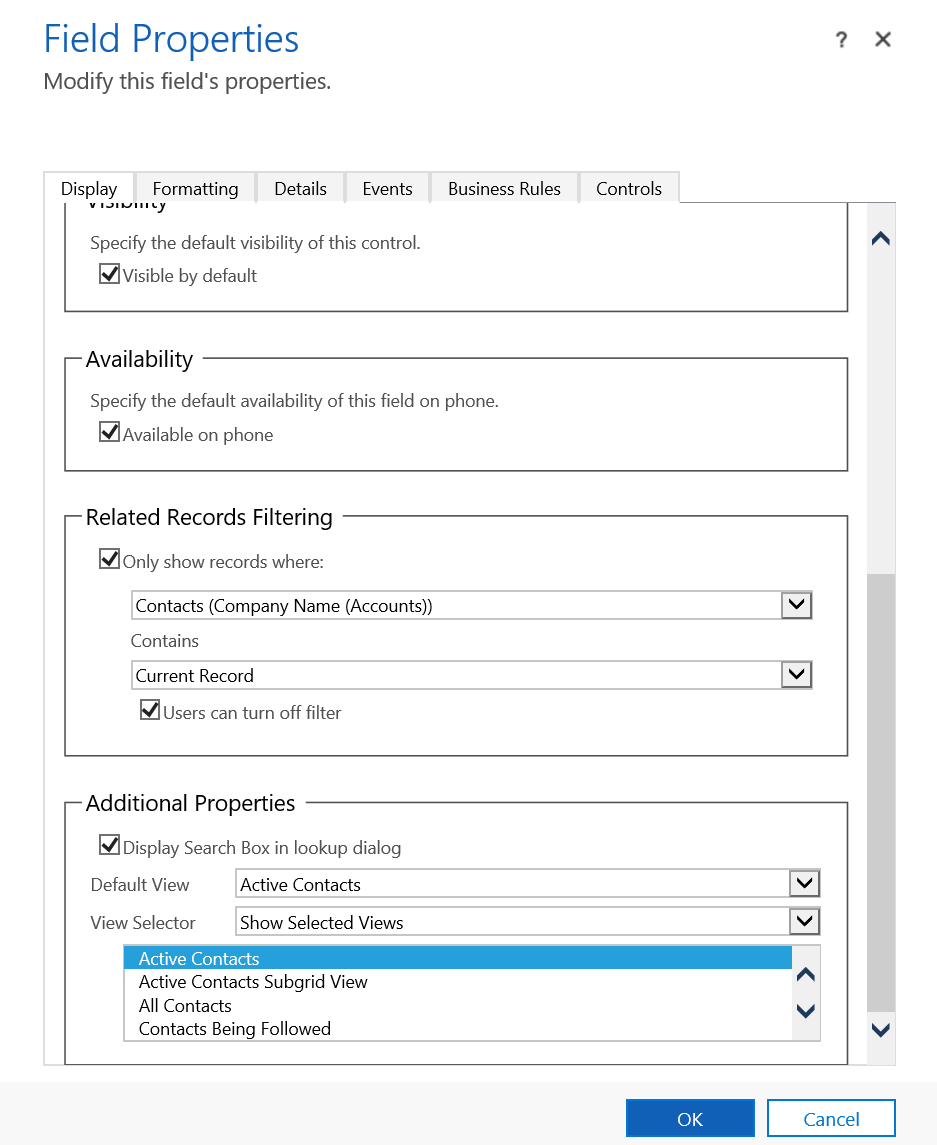 Field Properties
?
Modify this field's properties.
Display Formatting Details Events Business Rules Controls
Visibility
Specify the default visibility of this control.
Visible by default
Availability
Specify the default availability of this field on phone.
Available on phone
Related Records Filtering
Only show records where:
Contacts (Company Name (Accounts))
Contains
Current Record
Users can turn off filter
Additional Properties
Display Search Box in lookup dialog
Default View Active Contacts
View Selector Show Selected Views
Active Contacts
Active Contacts Subgrid View
All Contacts
Contacts Being Followed
OK Cancel